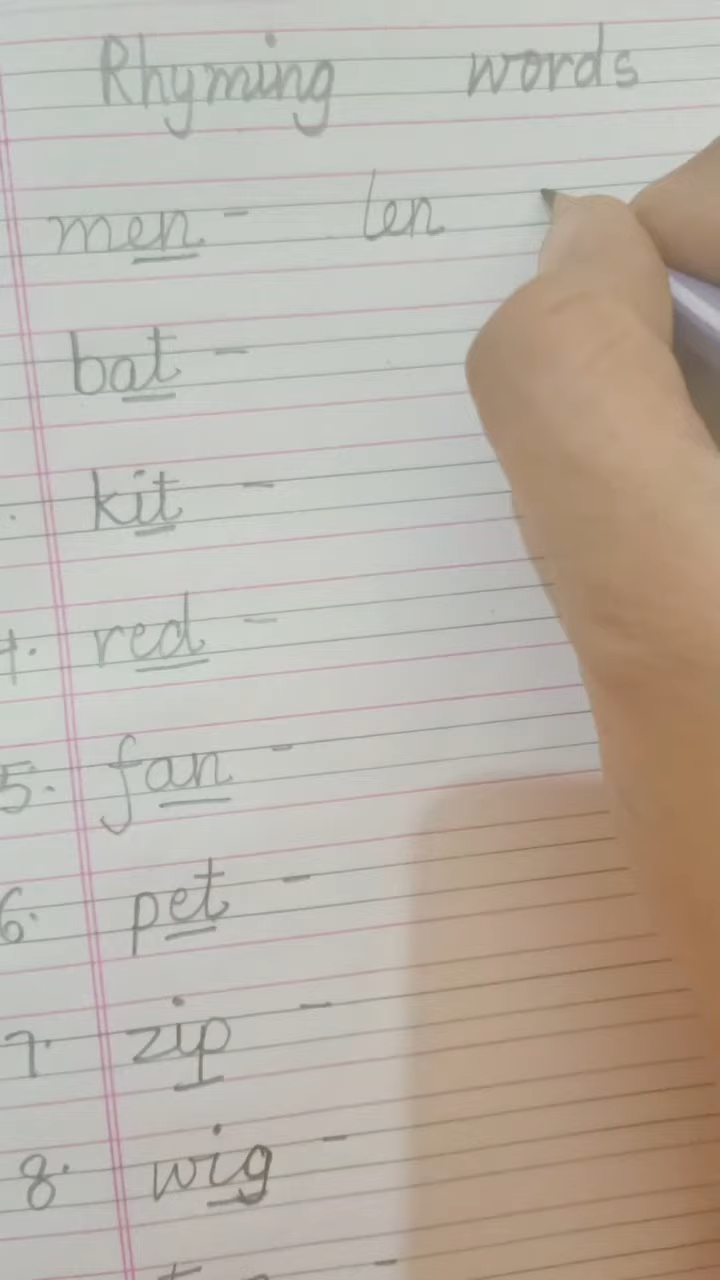 Rhyming words
men - ten
bat -
kit -
4. red -
5. fan -
6. pet -
7. zip -
8. wig -